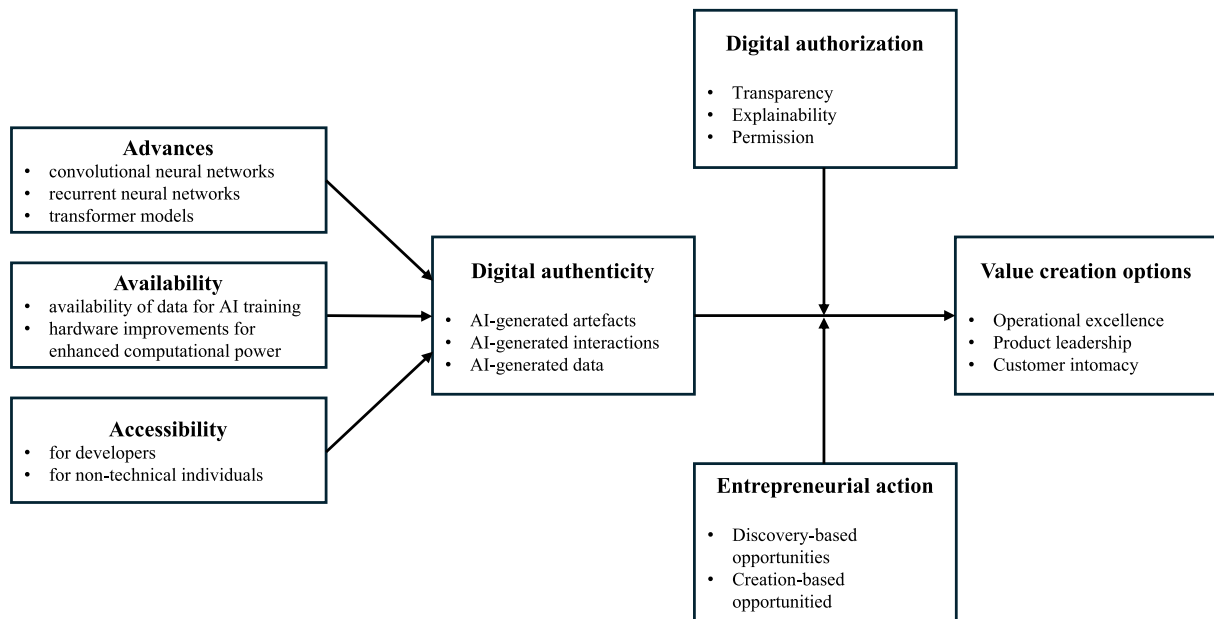 Advances
• convolutional neural networks
• recurrent neural networks
• transformer models
Availability
• availability of data for AI training
• hardware improvements for
enhanced computational power
Accessibility
• for developers
• for non-technical individuals
Digital authenticity
• AI-generated artefacts
• AI-generated interactions
• AI-generated data
Digital authorization
• Transparency
• Explainability
• Permission
Entrepreneurial action
• Discovery-based
opportunities
• Creation-based
opportunitied
Value creation options
• Operational excellence
• Product leadership
• Customer intomacy